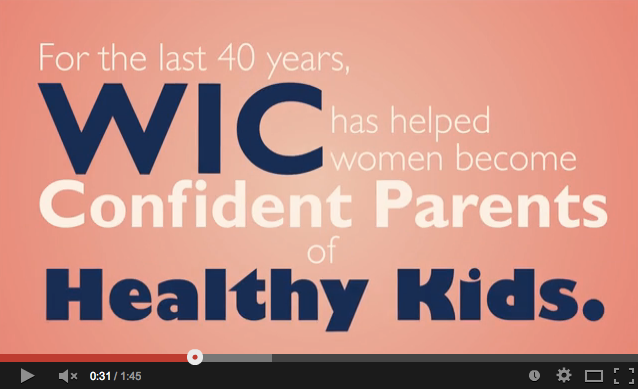 For the last 40 years,
WIC
has helped
women become
Confident Parents
of
Healthy Kids.
0:31 / 1:45